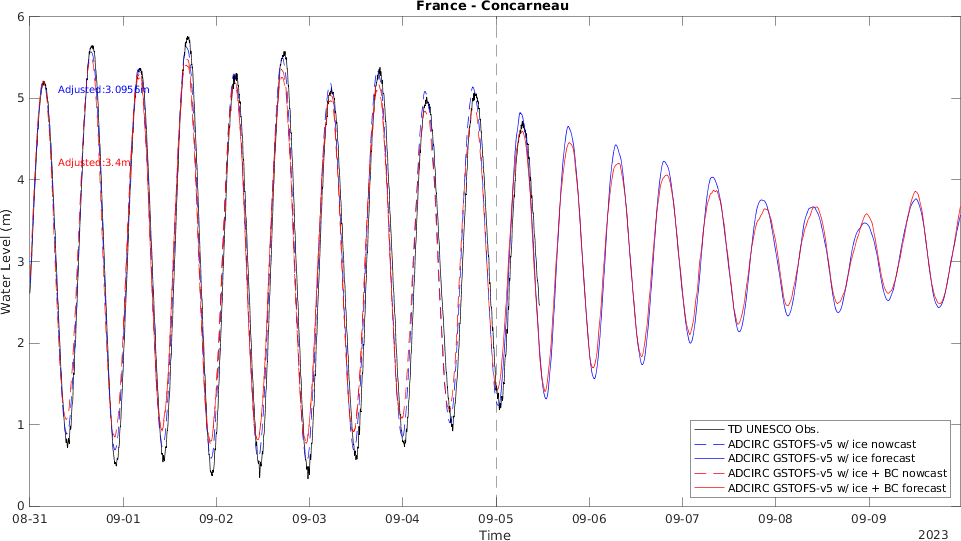 France - Concarneau
6
5
4
3
2
1
0
Water Level (m)
Adjusted:3.0956m
Adjusted:3.4m
TD UNESCO Obs.
ADCIRC GSTOFS-v5 w/ ice nowcast
ADCIRC GSTOFS-v5 w/ ice forecast
ADCIRC GSTOFS-v5 w/ ice + BC nowcast
ADCIRC GSTOFS-v5 w/ ice + BC forecast
08-31 09-01 09-02 09-03 09-04 09-05 09-06 09-07 09-08 09-09
Time
2023